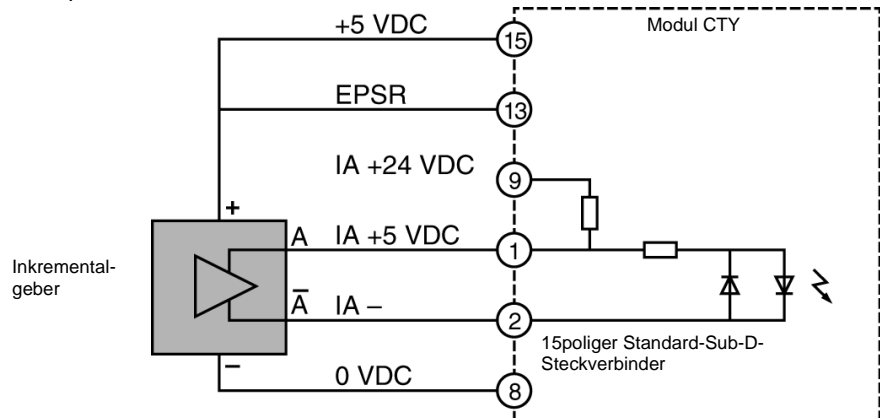 +5 VDC
15
Modul CTY
EPSR
13
IA +24 VDC
9
+
A
IA +5 VDC
1
Inkremental-
geber
A̅
IA –
2
15poliger Standard-Sub-D-
Steckverbinder
–
0 VDC
8